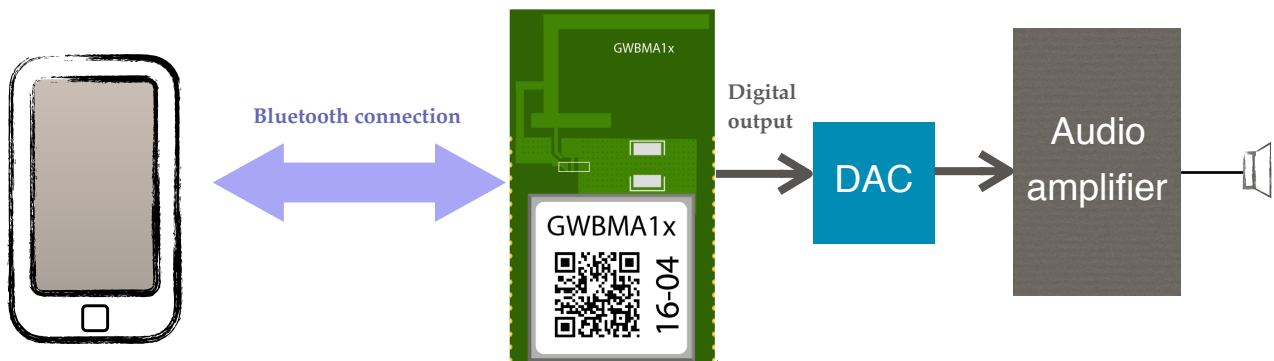 Bluetooth connection
GWBMA1x
GWBMA1x
16-04
Digital
output
DAC
Audio
amplifier